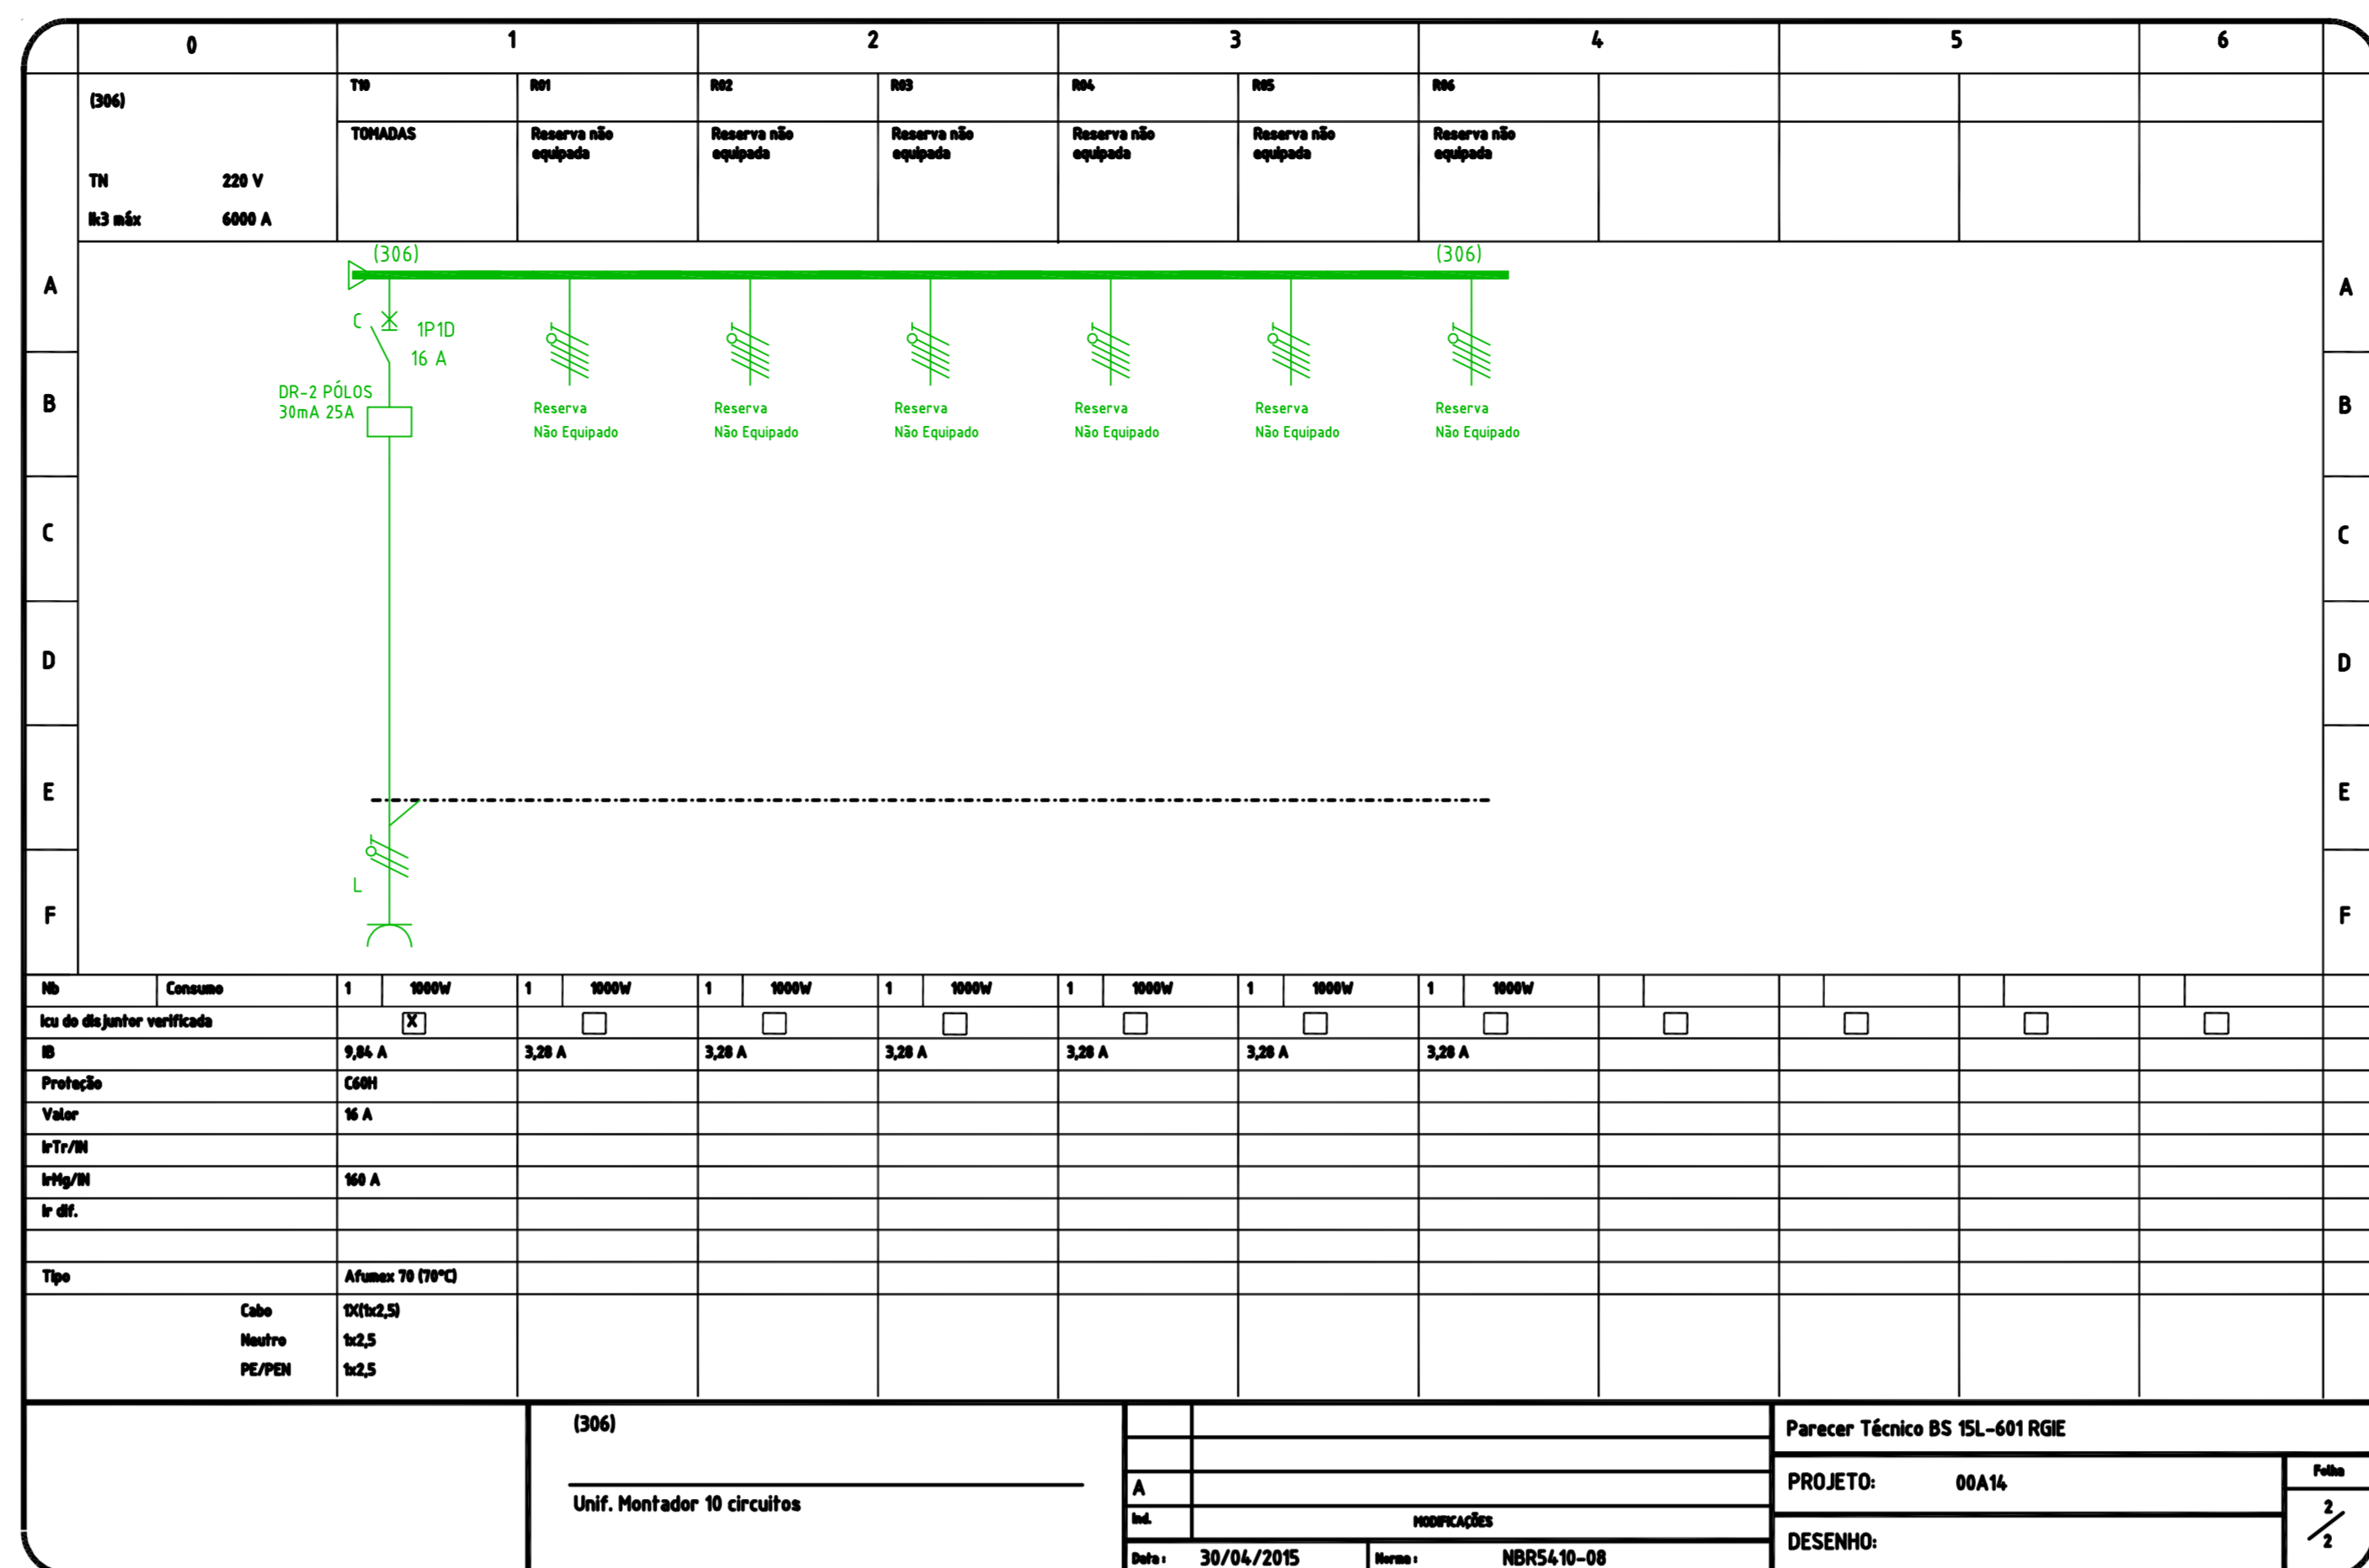 0 1 2 3 4 5 6
(306) T10 R01 R02 R03 R04 R05 R06
TOMADAS Reserva não Reserva não Reserva não Reserva não Reserva não Reserva não
equipada equipada equipada equipada equipada equipada
TN 220 V
Ik3 máx 6000 A
(306) (306)
A A
C 1P1D
16 A
DR-2 PÓLOS
30mA 25A
B B
Reserva Reserva Reserva Reserva Reserva Reserva
Não Equipado Não Equipado Não Equipado Não Equipado Não Equipado Não Equipado
C C
D D
E E
L
F F
Nb Consumo 1 1000W 1 1000W 1 1000W 1 1000W 1 1000W 1 1000W 1 1000W
Icu do disjuntor verificada X
IB 9,84 A 3,28 A 3,28 A 3,28 A 3,28 A 3,28 A 3,28 A
Proteção C60H
Valor 16 A
IrTr/IN
IrMg/IN 160 A
Ir dif.
Tipo Afumex 70 (70°C)
Cabo 1X(1x2,5)
Neutro 1x2,5
PE/PEN 1x2,5
(306)
Unif. Montador 10 circuitos
A
Ind. MODIFICAÇÕES
Data : 30/04/2015 Norma : NBR5410-08
Parecer Técnico BS 15L-601 RGIE
PROJETO: 00A14
DESENHO:
Folha
2/2